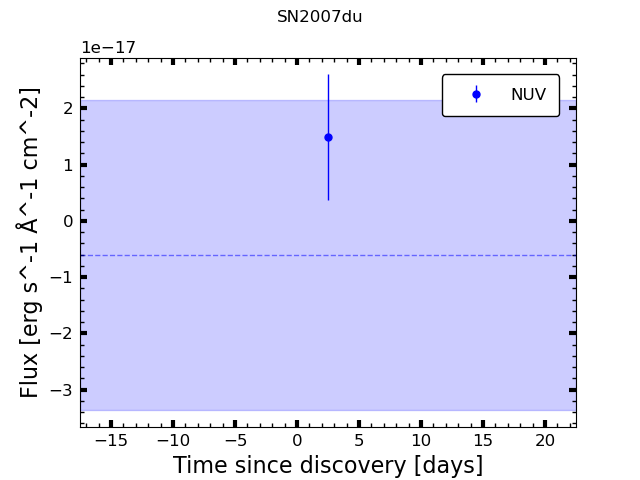 SN2007du
1e−17
NUV
2
1
0
−1
−2
−3
Flux [erg s^-1 Å^-1 cm^-2]
−15 −10 −5 0 5 10 15 20
Time since discovery [days]